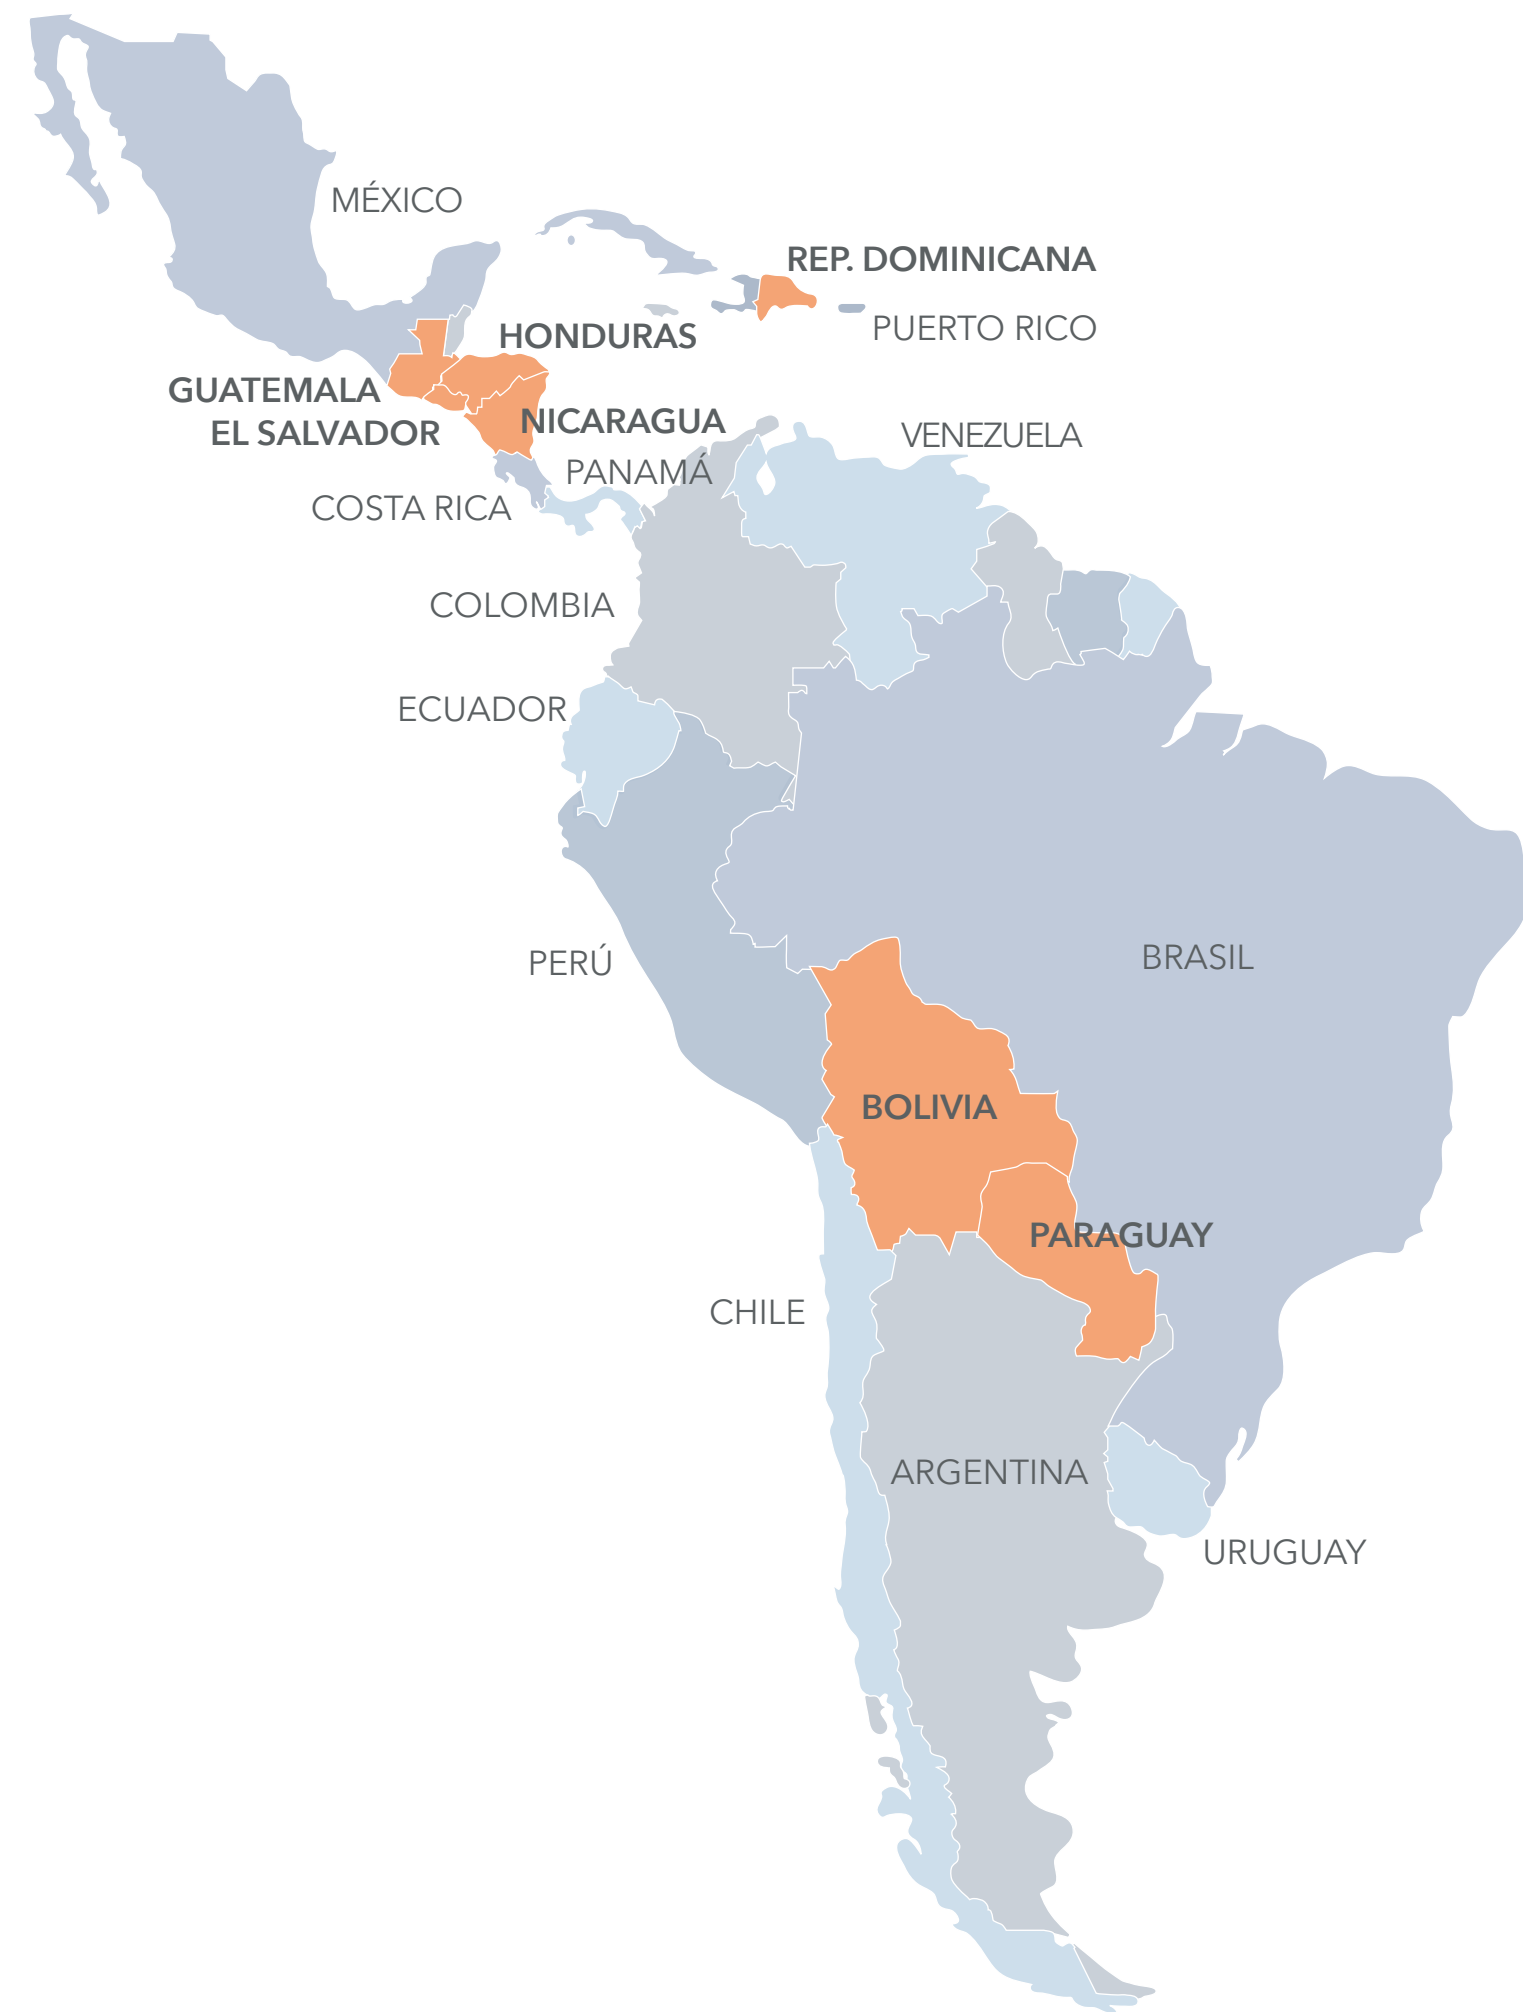 MÉXICO
REP. DOMINICANA
PUERTO RICO
HONDURAS
GUATEMALA
EL SALVADOR
NICARAGUA
VENEZUELA
PANAMÁ
COSTA RICA
COLOMBIA
ECUADOR
PERÚ
BRASIL
BOLIVIA
PARAGUAY
CHILE
ARGENTINA
URUGUAY